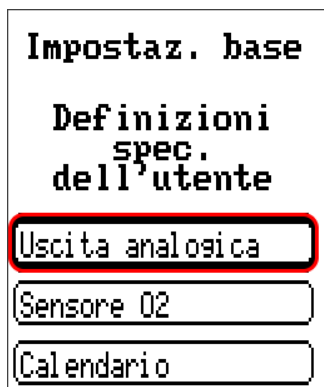 Impostaz. base
Definizioni
spec.
dell'utente
Uscita analogica
Sensore O2
Calendario